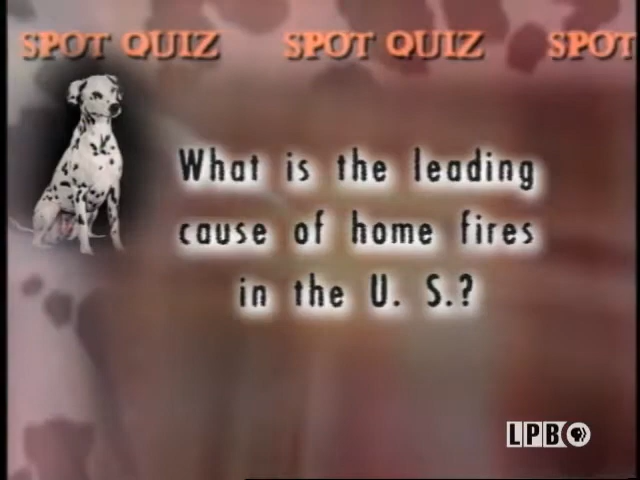 SPOT QUIZ SPOT QUIZ SPOT
What is the leading
cause of home fires
in the U. S.?
LPB